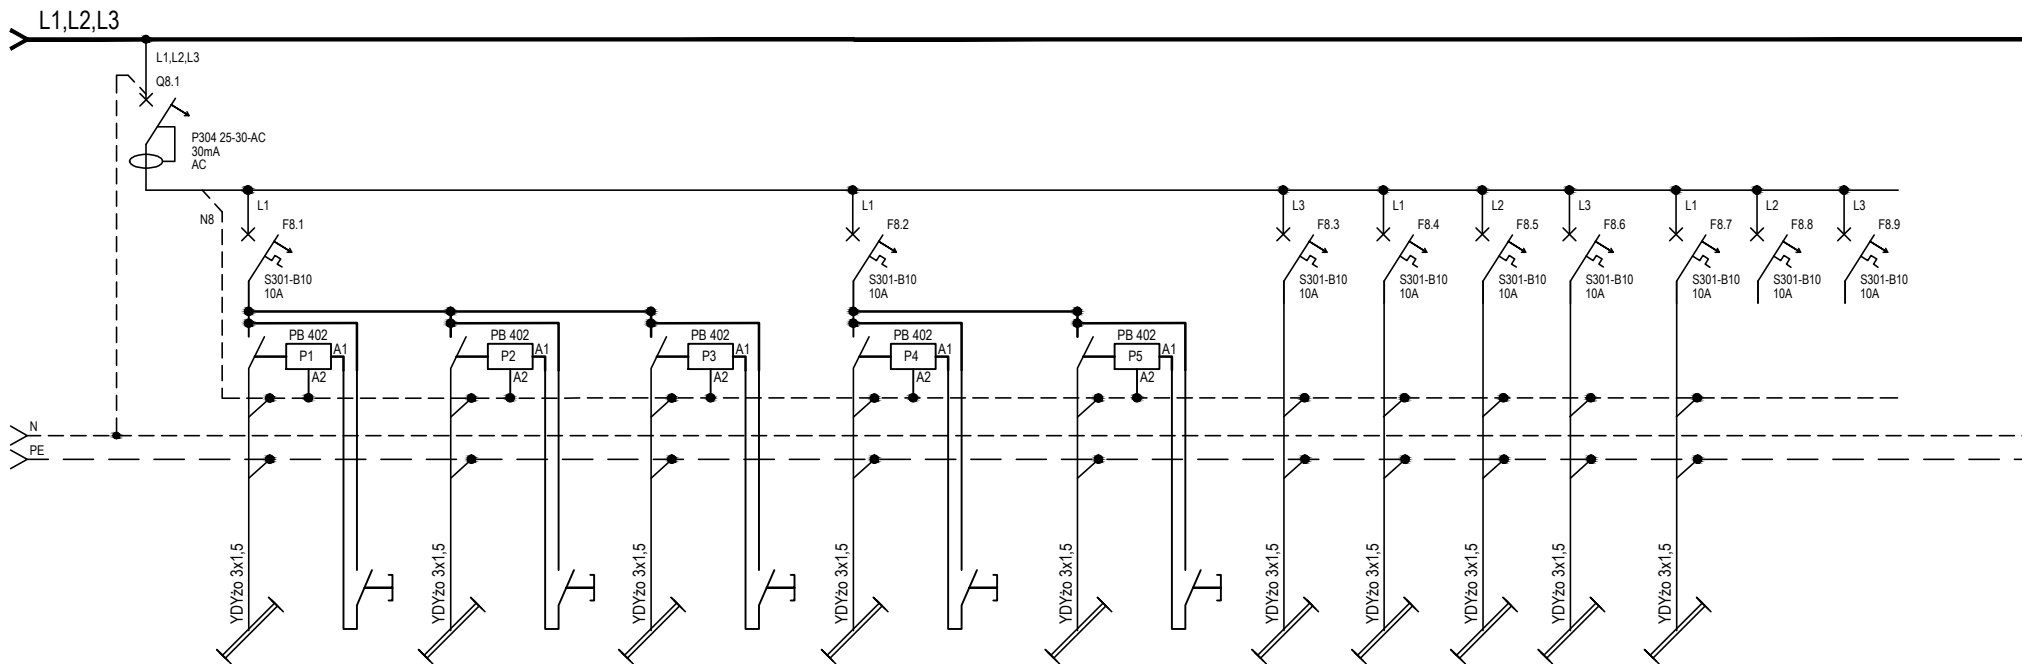 L1,L2,L3
L1,L2,L3
Q8.1
P304 25-30-AC
30mA
AC
N8
L1
F8.1
S301-B10
10A
L1
F8.2
S301-B10
10A
L3
F8.3
S301-B10
10A
L1
F8.4
S301-B10
10A
L2
F8.5
S301-B10
10A
L3
F8.6
S301-B10
10A
L1
F8.7
S301-B10
10A
L2
F8.8
S301-B10
10A
L3
F8.9
S301-B10
10A
PB 402
P1
A1
A2
PB 402
P2
A1
A2
PB 402
P3
A1
A2
PB 402
P4
A1
A2
PB 402
P5
A1
A2
N
PE
YDYżo 3x1,5
YDYżo 3x1,5
YDYżo 3x1,5
YDYżo 3x1,5
YDYżo 3x1,5
YDYżo 3x1,5
YDYżo 3x1,5
YDYżo 3x1,5
YDYżo 3x1,5
YDYżo 3x1,5